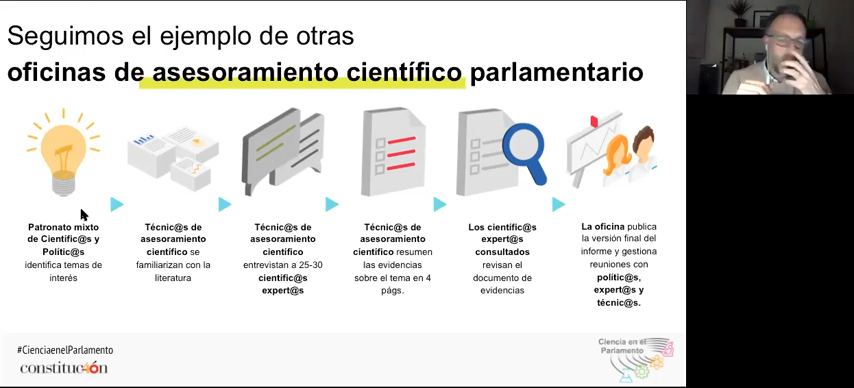 Seguimos el ejemplo de otras
oficinas de asesoramiento científico parlamentario
Patronato mixto
de Científic@s y
Polític@s
identifica temas de
interés
Técnic@s de
asesoramiento
científico se
familiarizan con la
literatura
Técnic@s de
asesoramiento
científico
entrevistan a 25-30
científic@s
expert@s
Técnic@s de
asesoramiento
científico resumen
las evidencias
sobre el tema en 4
págs.
Los científic@s
expert@s
consultados
revisan el
documento de
evidencias
La oficina publica
la versión final del
informe y gestiona
reuniones con
polític@s,
expert@s y
técnic@s.
#CienciaenelParlamento
constitución
Ciencia en el
Parlamento